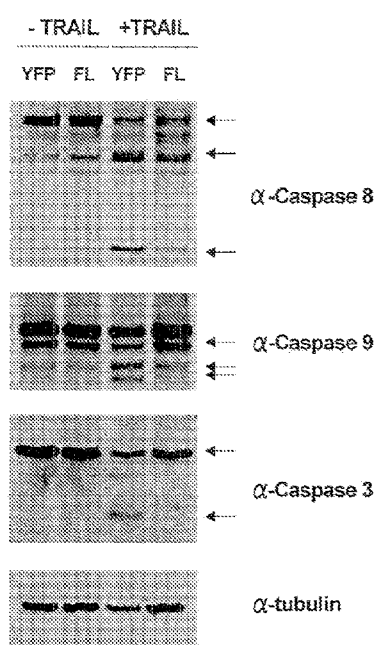 - TRAIL +TRAIL
YFP FL YFP FL
α-Caspase 8
α-Caspase 9
α-Caspase 3
α-tubulin